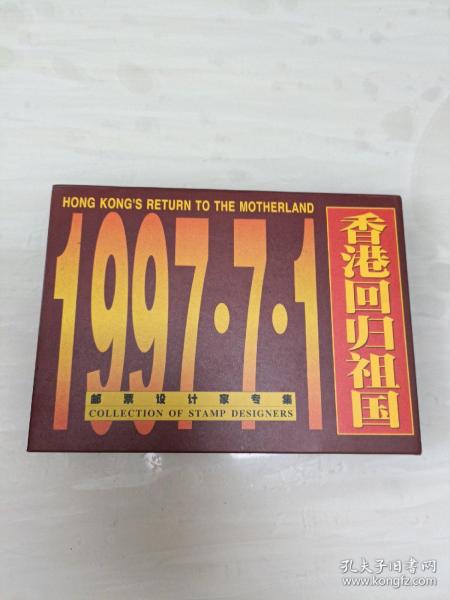 HONG KONG'S RETURN TO THE MOTHERLAND
1997·7·1
香港回归祖国
邮票设计家专集
COLLECTION OF STAMP DESIGNERS
孔夫子旧书网
www.kongfz.com